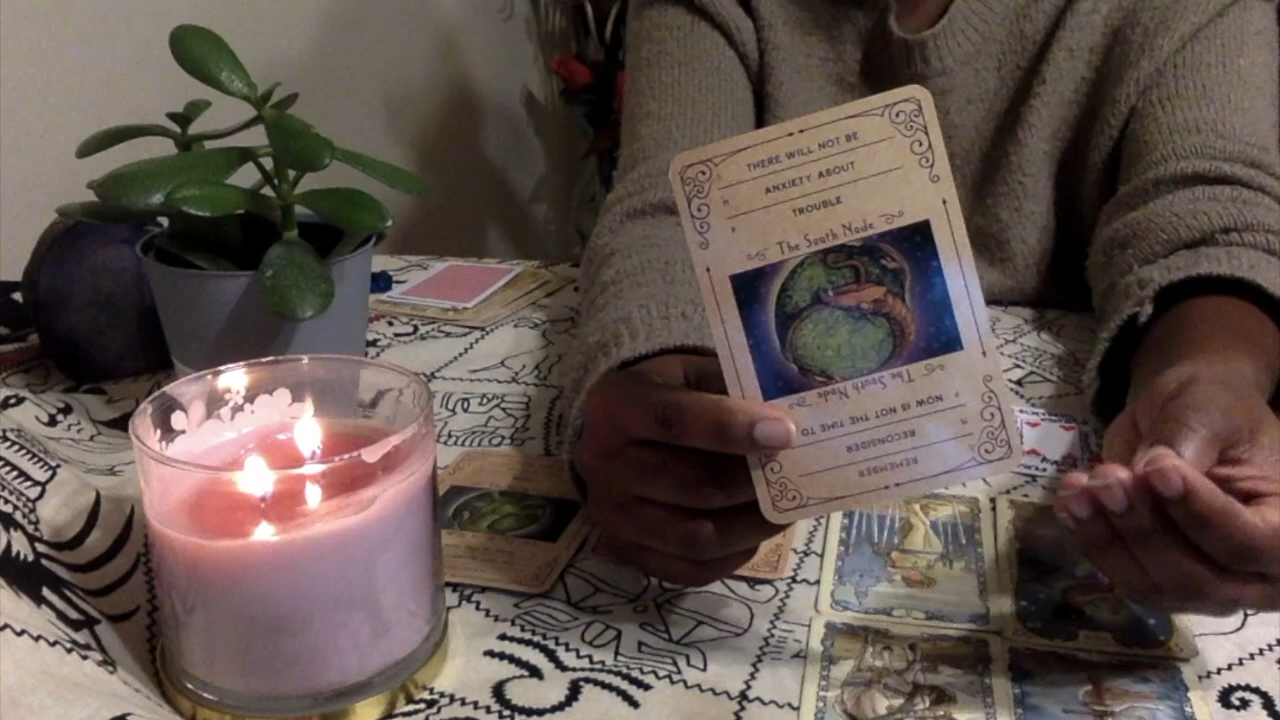 THERE WILL NOT BE
ANXIETY ABOUT
TROUBLE
The South Node
The South Node
NOW IS NOT THE TIME TO
RECONSIDER
REMEMBER